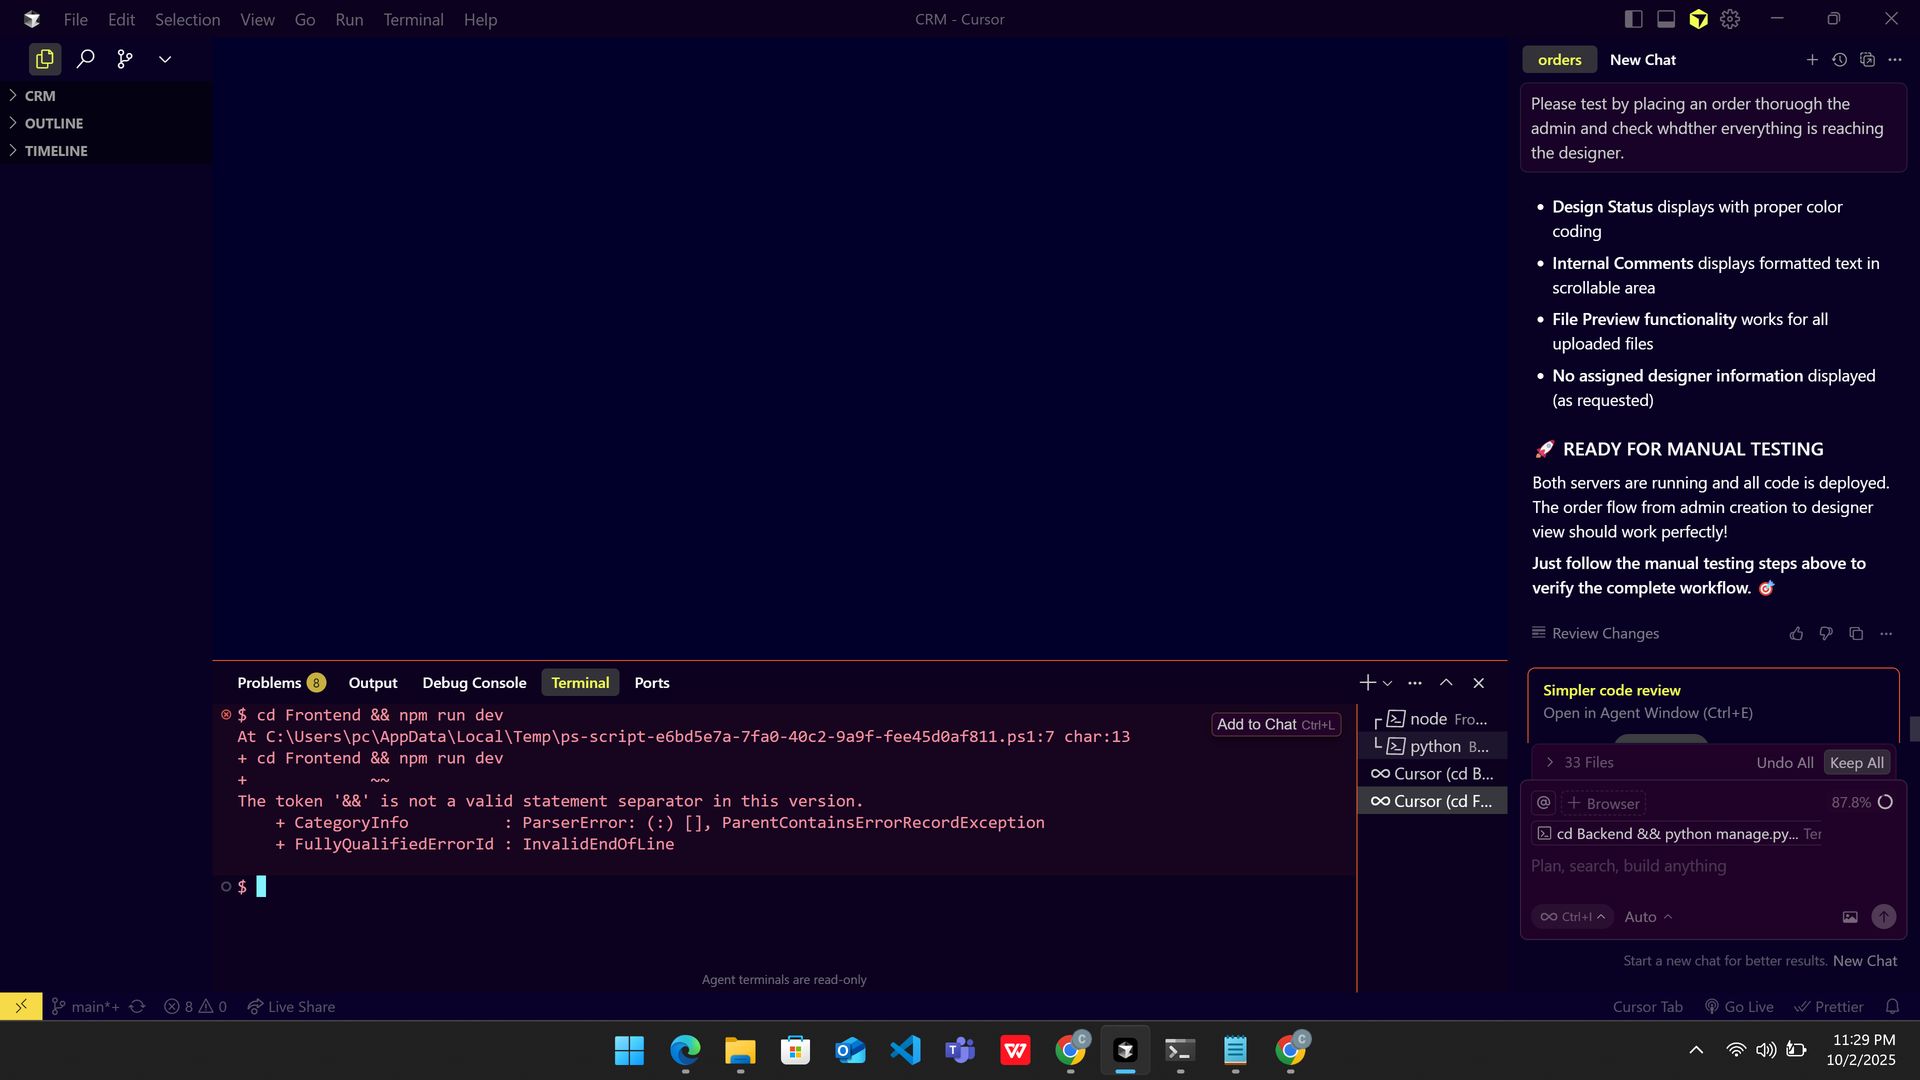 File Edit Selection View Go Run Terminal Help
CRM - Cursor
CRM
OUTLINE
TIMELINE
orders New Chat
Please test by placing an order thoruogh the
admin and check whdther erverything is reaching
the designer.
• Design Status displays with proper color
coding
• Internal Comments displays formatted text in
scrollable area
• File Preview functionality works for all
uploaded files
• No assigned designer information displayed
(as requested)
🚀 READY FOR MANUAL TESTING
Both servers are running and all code is deployed.
The order flow from admin creation to designer
view should work perfectly!
Just follow the manual testing steps above to
verify the complete workflow. 🎯
Review Changes
Simpler code review
Open in Agent Window (Ctrl+E)
33 Files Undo All Keep All
@ + Browser 87.8%
cd Backend && python manage.py... Ter
Plan, search, build anything
∞ Ctrl+I Auto
Start a new chat for better results. New Chat
Problems 8 Output Debug Console Terminal Ports
$ cd Frontend && npm run dev
At C:\Users\pc\AppData\Local\Temp\ps-script-e6bd5e7a-7fa0-40c2-9a9f-fee45d0af811.ps1:7 char:13
+ cd Frontend && npm run dev
+             ~~
The token '&&' is not a valid statement separator in this version.
    + CategoryInfo          : ParserError: (:) [], ParentContainsErrorRecordException
    + FullyQualifiedErrorId : InvalidEndOfLine
$
Add to Chat Ctrl+L
node Fro...
python B...
∞ Cursor (cd B...
∞ Cursor (cd F...
Agent terminals are read-only
main*+ 8 0 Live Share
Cursor Tab Go Live Prettier
11:29 PM
10/2/2025